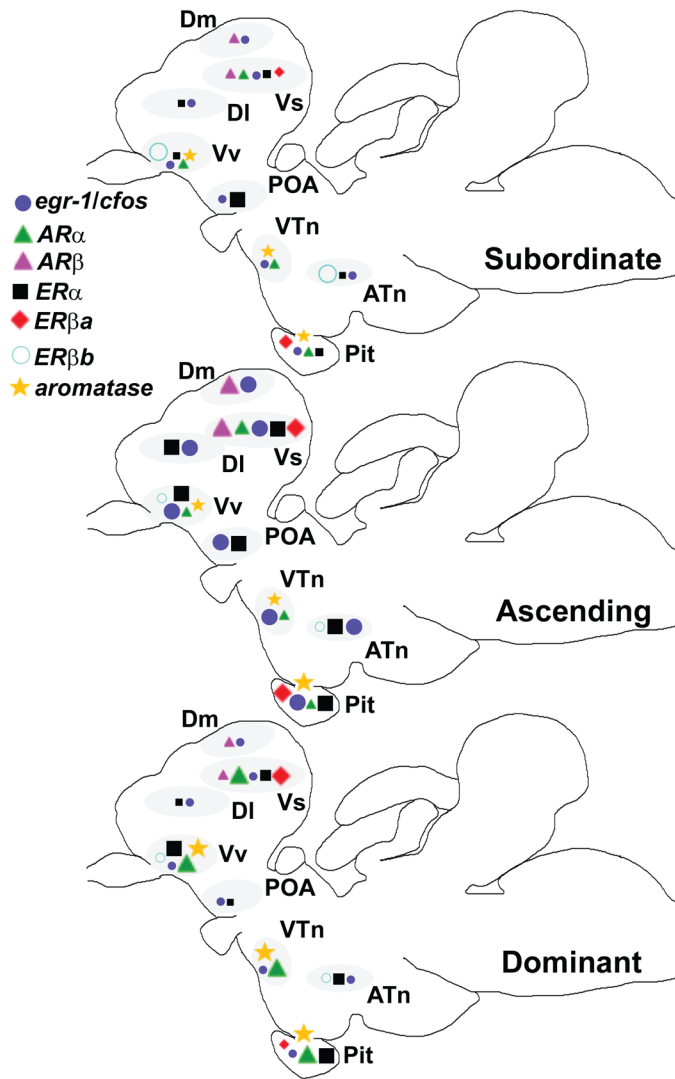 Dm
Vs
Dl
Vv
POA
egr-1/cfos
ARα
VTn
ARβ
Subordinate
ERα
ATn
ERβa
Pit
ERβb
aromatase
Dm
Vs
Dl
Vv
POA
VTn
Ascending
ATn
Pit
Dm
Vs
Dl
Vv
POA
VTn
Dominant
ATn
Pit